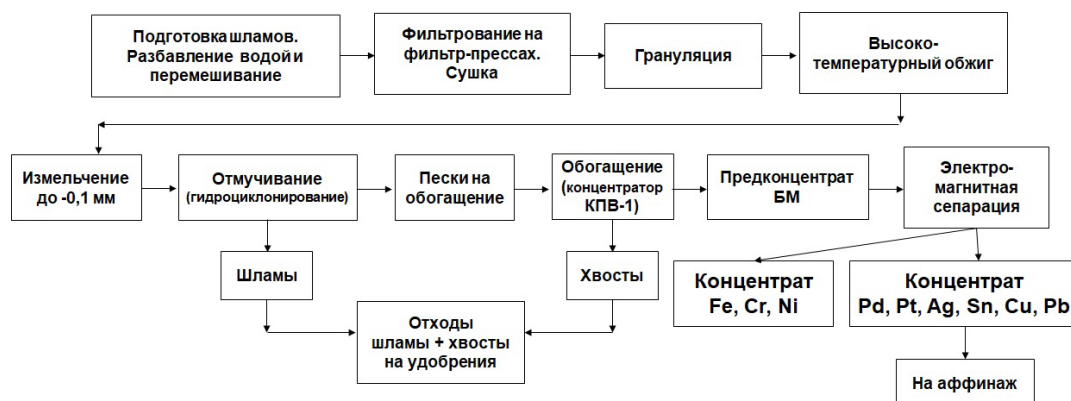 Подготовка шламов.
Разбавление водой и
перемешивание
Фильтрование на
фильтр-прессах.
Сушка
Грануляция
Высоко-
температурный обжиг
Измельчение
до -0,1 мм
Отмучивание
(гидроциклонирование)
Пески на
обогащение
Обогащение
(концентратор
КПВ-1)
Предконцентрат
БМ
Электро-
магнитная
сепарация
Шламы
Хвосты
Концентрат
Fe, Cr, Ni
Концентрат
Pd, Pt, Ag, Sn, Cu, Pb
Отходы
шламы + хвосты
на удобрения
На аффинаж